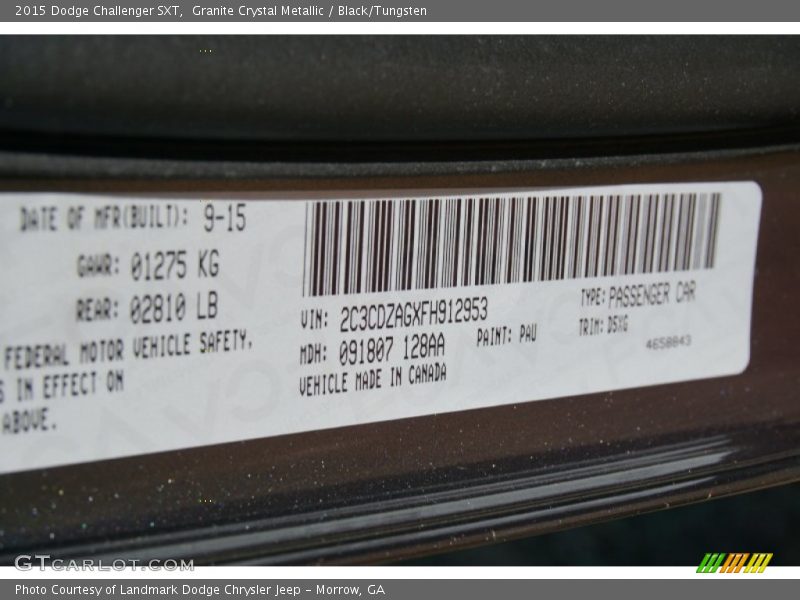 2015 Dodge Challenger SXT,  Granite Crystal Metallic / Black/Tungsten
DATE OF MFR(BUILT): 9-15
GAWR: 01275 KG
REAR: 02810 LB
FEDERAL MOTOR VEHICLE SAFETY,
S IN EFFECT ON
ABOVE.
VIN: 2C3CDZAGXFH912953
MDH: 091807 128AA
VEHICLE MADE IN CANADA
PAINT: PAU
TYPE: PASSENGER CAR
TRIM: D5XG
4658843
GTCARLOT.COM
Photo Courtesy of Landmark Dodge Chrysler Jeep – Morrow, GA